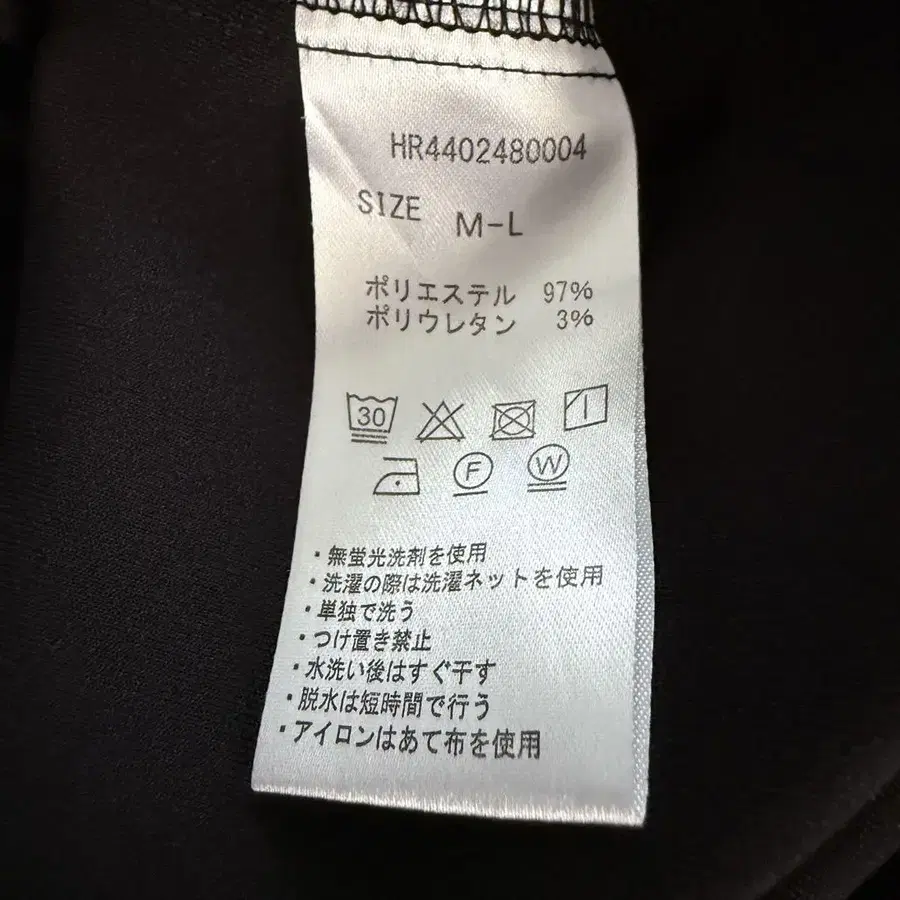 HR4402480004
SIZE M-L
ポリエステル 97%
ポリウレタン 3%
30
F W
・無蛍光洗剤を使用
・洗濯の際は洗濯ネットを使用
・単独で洗う
・つけ置き禁止
・水洗い後はすぐ干す
・脱水は短時間で行う
・アイロンはあて布を使用